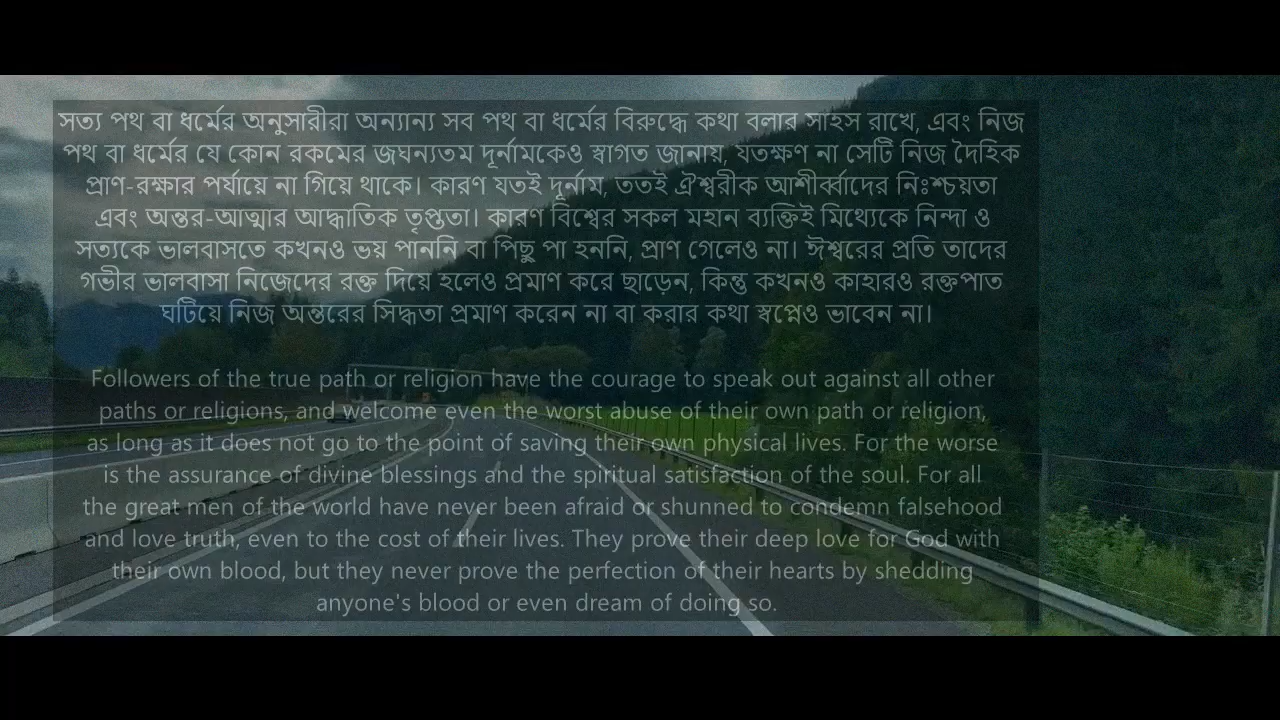 সত্য পথ বা ধর্মের অনুসারীরা অন্যান্য সব পথ বা ধর্মের বিরুদ্ধে কথা বলার সাহস রাখে, এবং নিজ
পথ বা ধর্মের যে কোন রকমের জঘন্যতম দূর্নামকেও স্বাগত জানায়, যতক্ষণ না সেটি নিজ দৈহিক
প্রাণ-রক্ষার পর্যায়ে না গিয়ে থাকে। কারণ যতই দূর্নাম, ততই ঐশ্বরীক আশীর্ব্বাদের নিঃশ্চয়তা
এবং অন্তর-আত্মার আদ্ধাতিক তৃপ্ততা। কারণ বিশ্বের সকল মহান ব্যক্তিই মিথ্যেকে নিন্দা ও
সত্যকে ভালবাসতে কখনও ভয় পাননি বা পিছু পা হননি, প্রাণ গেলেও না। ঈশ্বরের প্রতি তাদের
গভীর ভালবাসা নিজেদের রক্ত দিয়ে হলেও প্রমাণ করে ছাড়েন, কিন্তু কখনও কাহারও রক্তপাত
ঘটিয়ে নিজ অন্তরের সিদ্ধতা প্রমাণ করেন না বা করার কথা স্বপ্নেও ভাবেন না।
Followers of the true path or religion have the courage to speak out against all other
paths or religions, and welcome even the worst abuse of their own path or religion,
as long as it does not go to the point of saving their own physical lives. For the worse
is the assurance of divine blessings and the spiritual satisfaction of the soul. For all
the great men of the world have never been afraid or shunned to condemn falsehood
and love truth, even to the cost of their lives. They prove their deep love for God with
their own blood, but they never prove the perfection of their hearts by shedding
anyone's blood or even dream of doing so.